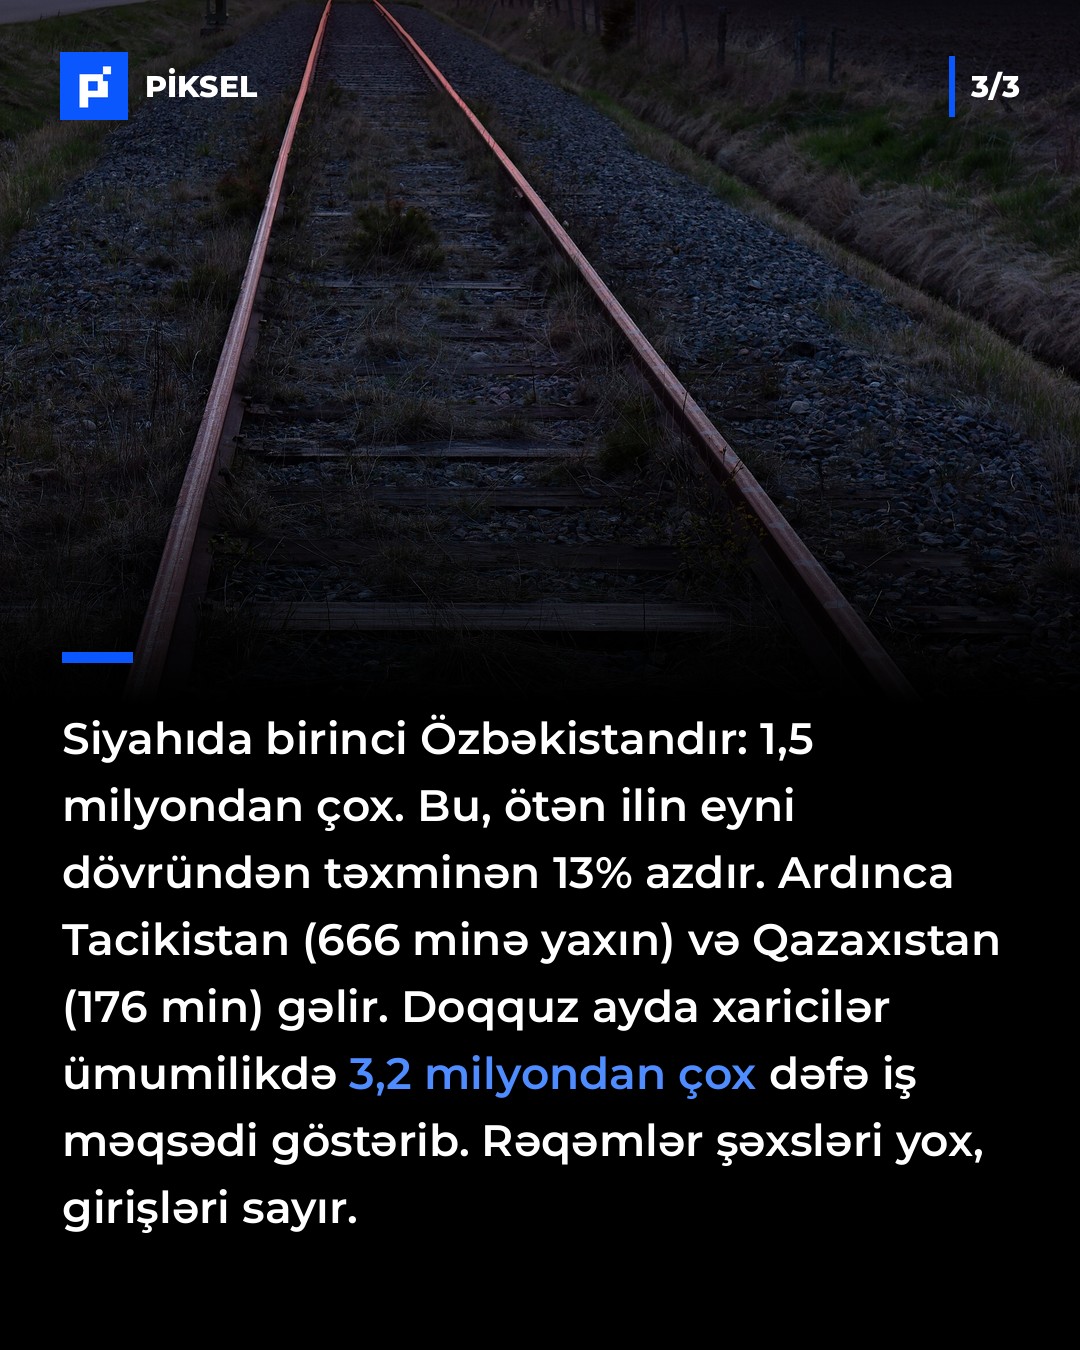 PİKSEL
3/3
Siyahıda birinci Özbəkistandır: 1,5
milyondan çox. Bu, ötən ilin eyni
dövründən təxminən 13% azdır. Ardınca
Tacikistan (666 minə yaxın) və Qazaxıstan
(176 min) gəlir. Doqquz ayda xaricilər
ümumilikdə 3,2 milyondan çox dəfə iş
məqsədi göstərib. Rəqəmlər şəxsləri yox,
girişləri sayır.